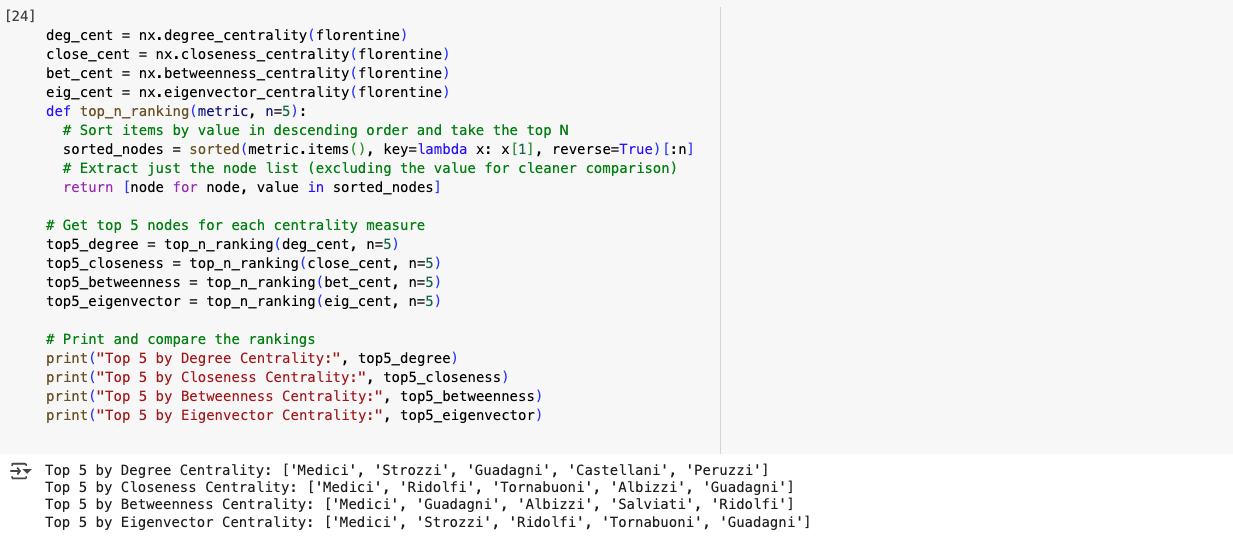 [24]
deg_cent = nx.degree_centrality(florentine)
close_cent = nx.closeness_centrality(florentine)
bet_cent = nx.betweenness_centrality(florentine)
eig_cent = nx.eigenvector_centrality(florentine)
def top_n_ranking(metric, n=5):
  # Sort items by value in descending order and take the top N
  sorted_nodes = sorted(metric.items(), key=lambda x: x[1], reverse=True)[:n]
  # Extract just the node list (excluding the value for cleaner comparison)
  return [node for node, value in sorted_nodes]

# Get top 5 nodes for each centrality measure
top5_degree = top_n_ranking(deg_cent, n=5)
top5_closeness = top_n_ranking(close_cent, n=5)
top5_betweenness = top_n_ranking(bet_cent, n=5)
top5_eigenvector = top_n_ranking(eig_cent, n=5)

# Print and compare the rankings
print("Top 5 by Degree Centrality:", top5_degree)
print("Top 5 by Closeness Centrality:", top5_closeness)
print("Top 5 by Betweenness Centrality:", top5_betweenness)
print("Top 5 by Eigenvector Centrality:", top5_eigenvector)

Top 5 by Degree Centrality: ['Medici', 'Strozzi', 'Guadagni', 'Castellani', 'Peruzzi']
Top 5 by Closeness Centrality: ['Medici', 'Ridolfi', 'Tornabuoni', 'Albizzi', 'Guadagni']
Top 5 by Betweenness Centrality: ['Medici', 'Guadagni', 'Albizzi', 'Salviati', 'Ridolfi']
Top 5 by Eigenvector Centrality: ['Medici', 'Strozzi', 'Ridolfi', 'Tornabuoni', 'Guadagni']